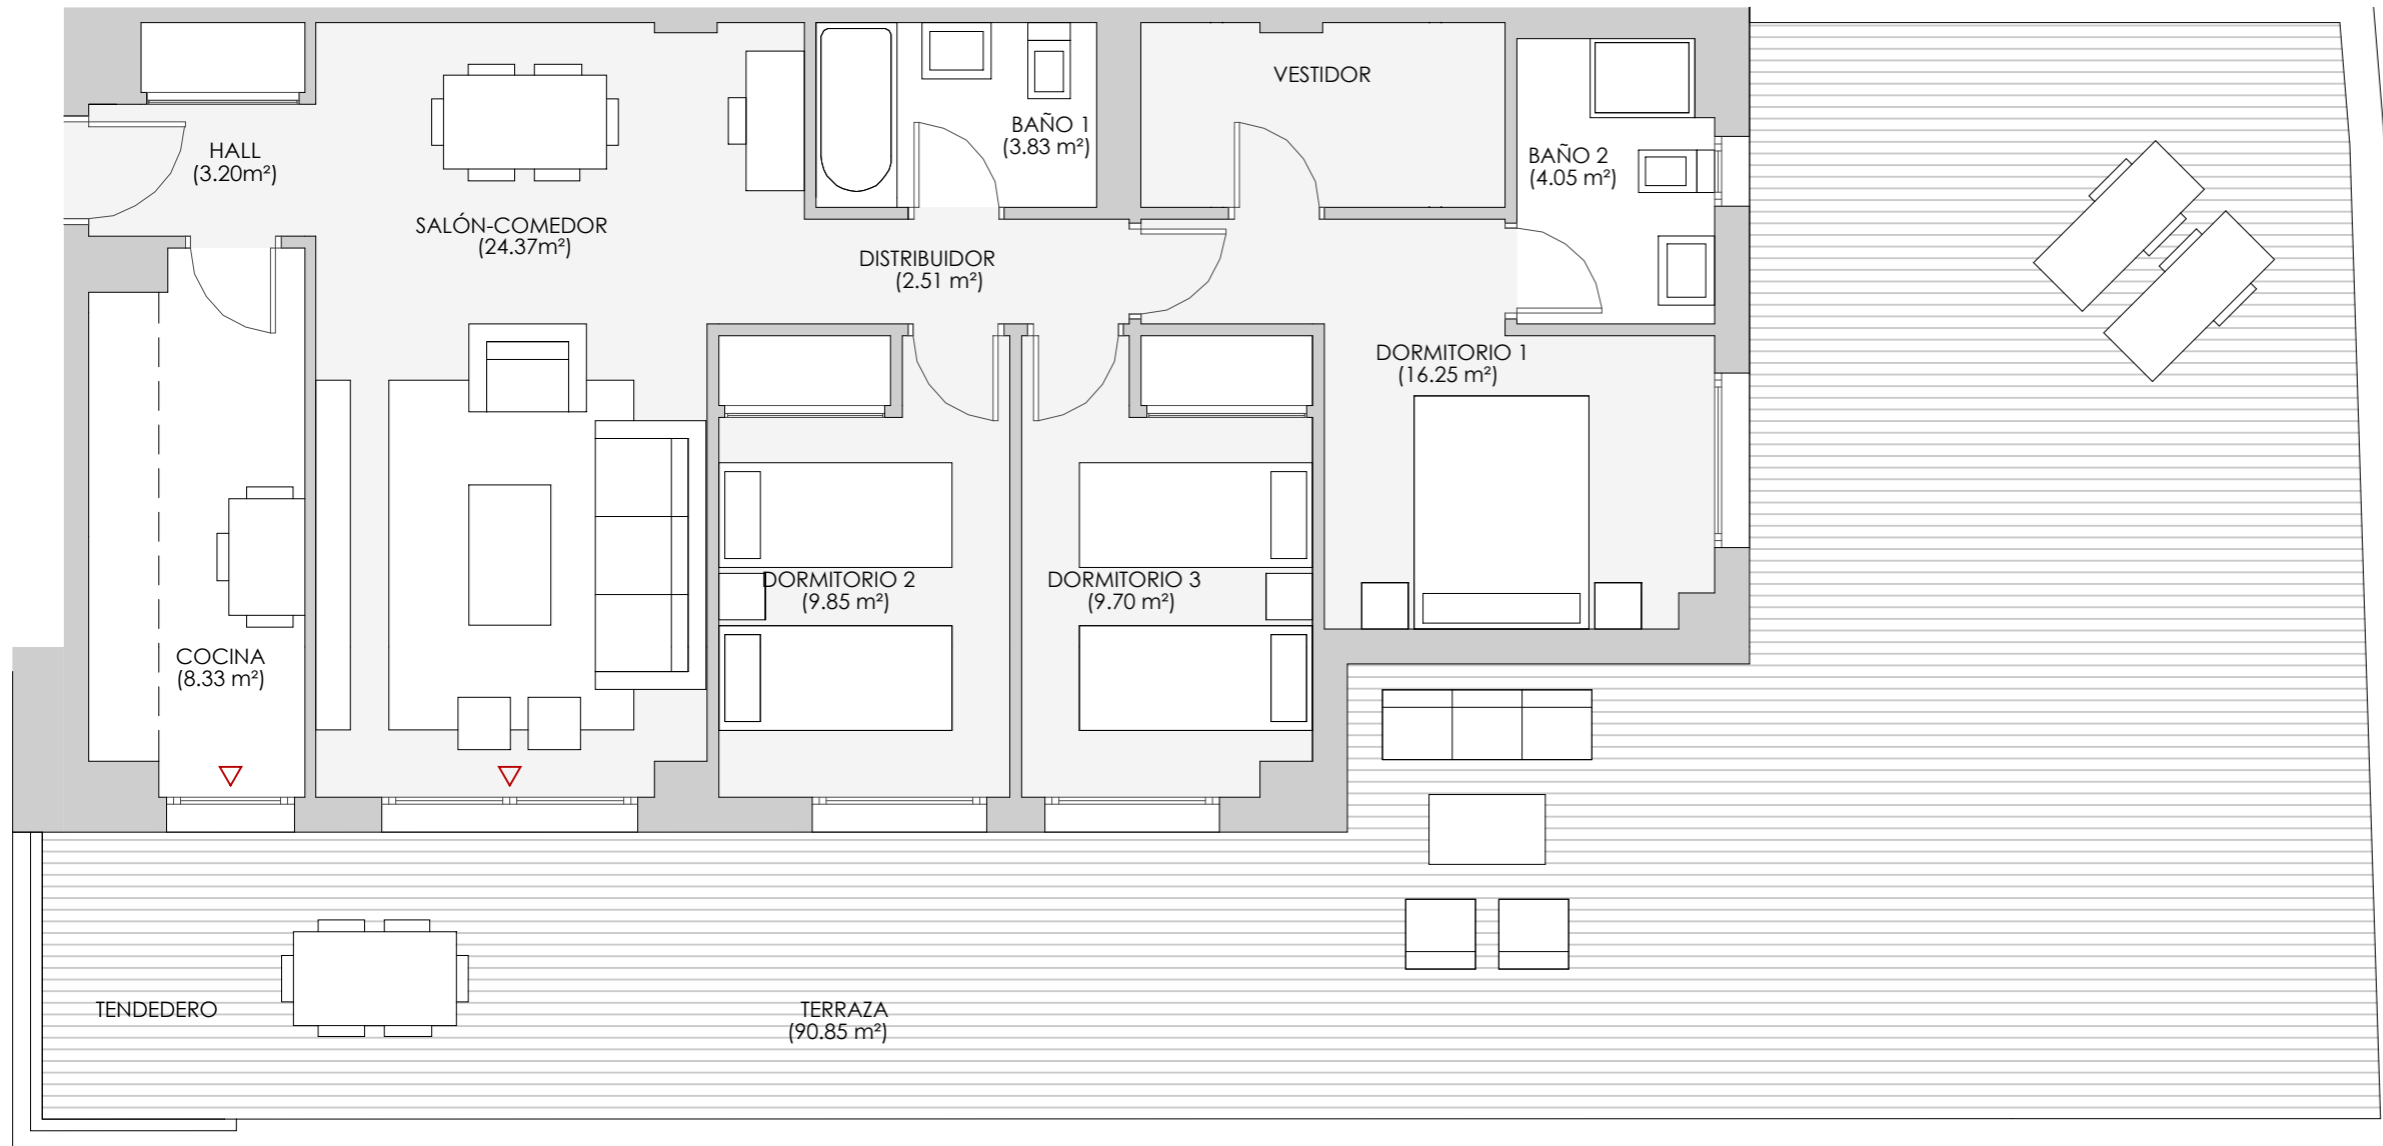 VESTIDOR
BAÑO 1
(3.83 m²)
HALL
(3.20m²)
BAÑO 2
(4.05 m²)
SALÓN-COMEDOR
(24.37m²)
DISTRIBUIDOR
(2.51 m²)
DORMITORIO 1
(16.25 m²)
DORMITORIO 2
(9.85 m²)
DORMITORIO 3
(9.70 m²)
COCINA
(8.33 m²)
TENDEDERO
TERRAZA
(90.85 m²)